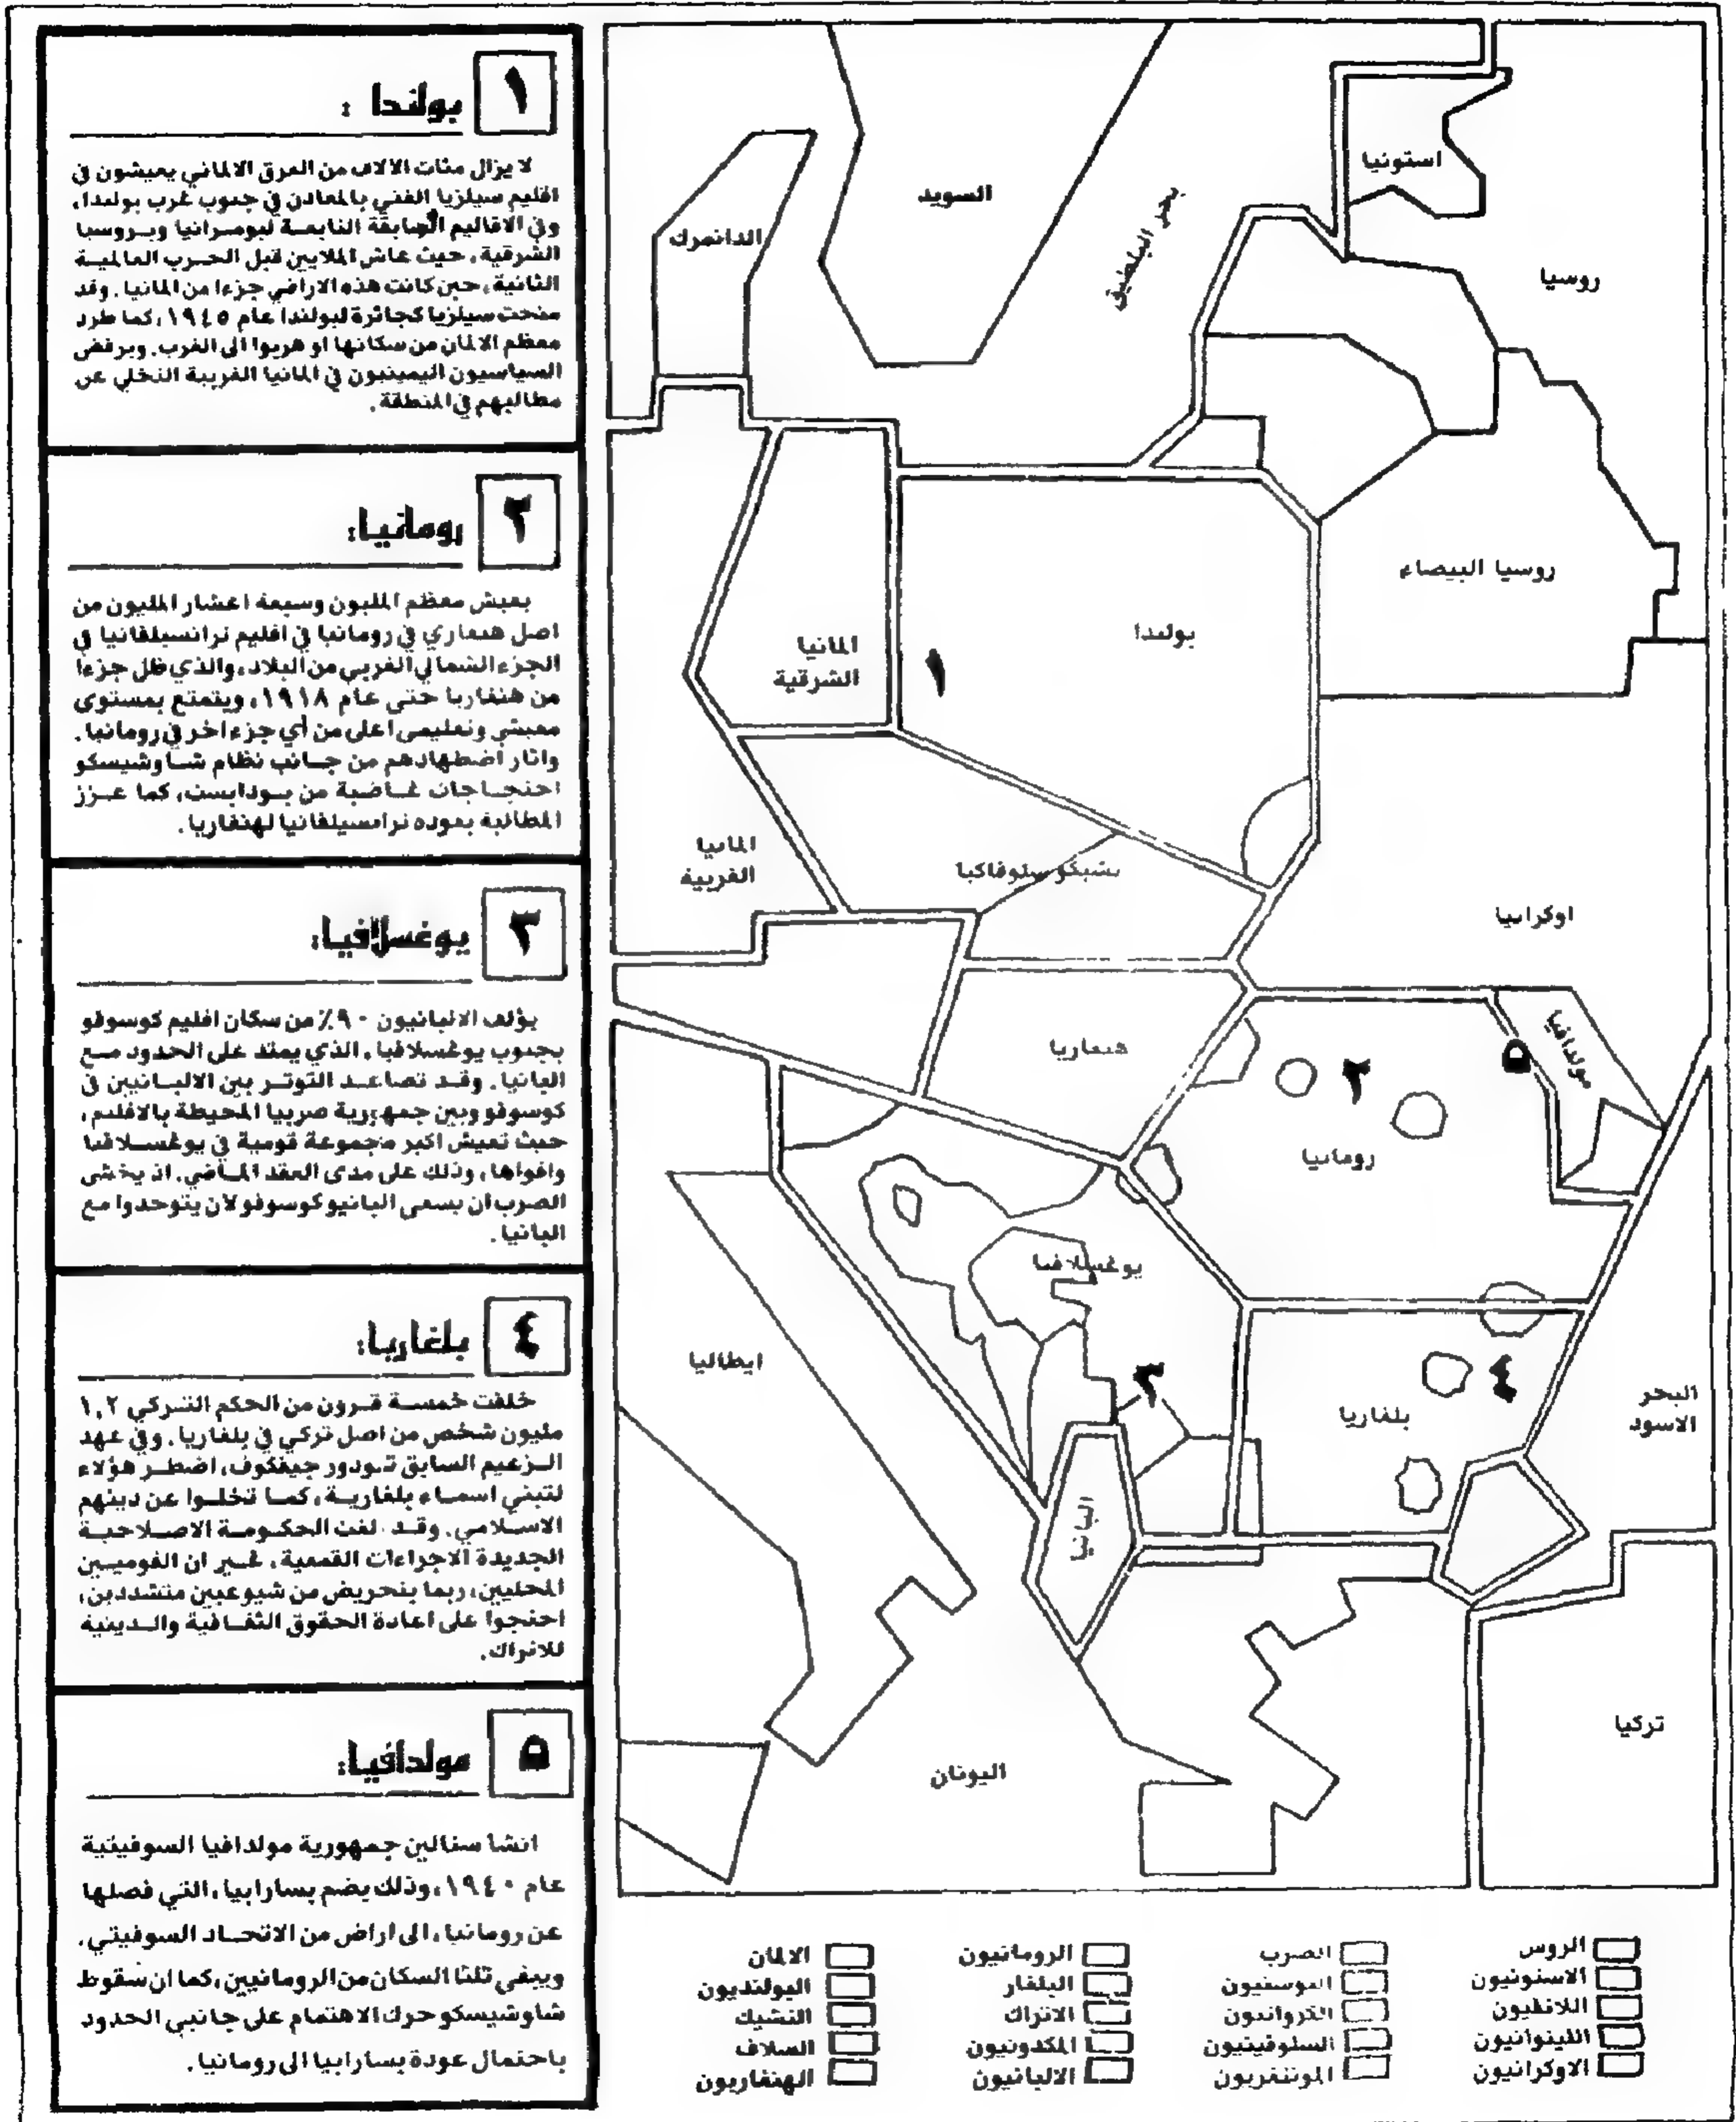 ١
بولندا :
لا يزال مئات الالاف من العرق الالماني يعيشون في
اقليم سيلزيا الغني بالمعادن في جنوب غرب بولندا،
وفي الاقاليم السابقة التابعة لبومرانيا وبروسيا
الشرقية، حيث عاش الملايين قبل الحرب العالمية
الثانية، حين كانت هذه الاراضي جزءا من المانيا. وقد
منحت سيلزيا كجائزة لبولندا عام ١٩٤٥، كما طرد
معظم الالمان من سكانها او هربوا الى الغرب. ويرفض
السياسيون اليمينيون في المانيا الغربية التخلي عن
مطالبهم في المنطقة.
٢
رومانيا:
يعيش معظم المليون وسبعة اعشار المليون من
اصل هنغاري في رومانيا في اقليم ترانسيلفانيا في
الجزء الشمالي الغربي من البلاد، والذي ظل جزءا
من هنغاريا حتى عام ١٩١٨، ويتمتع بمستوى
معيشي وتعليمي اعلى من أي جزء اخر في رومانيا.
واثار اضطهادهم من جانب نظام شاوشيسكو
احتجاجات غاضبة من بودابست، كما عزز
المطالبة بعوده ترانسيلفانيا لهنغاريا.
٣
يوغسلافيا:
يؤلف الالبانيون ٩٠٪ من سكان اقليم كوسوفو
بجنوب يوغسلافيا، الذي يمتد على الحدود مع
البانيا. وقد تصاعد التوتر بين الالبانيين في
كوسوفو وبين جمهورية صربيا المحيطة بالاقليم،
حيث تعيش اكبر مجموعة قومية في يوغسلافيا
واقواها، وذلك على مدى العقد الماضي. اذ يخشى
الصرب ان يسعى البانيو كوسوفو لان يتوحدوا مع
البانيا.
٤
بلغاريا:
خلفت خمسة قرون من الحكم التركي ١,٢
مليون شخص من اصل تركي في بلغاريا. وفي عهد
الزعيم السابق تودور جيفكوف، اضطر هؤلاء
لتبني اسماء بلغارية، كما تخلوا عن دينهم
الاسلامي. وقد لغت الحكومة الاصلاحية
الجديدة الاجراءات القمعية، غير ان القوميين
المحليين، ربما بتحريض من شيوعيين متشددين،
احتجوا على اعادة الحقوق الثقافية والدينية
للاتراك.
٥
مولدافيا:
انشا ستالين جمهورية مولدافيا السوفيتية
عام ١٩٤٠، وذلك بضم بسارابيا، التي فصلها
عن رومانيا، الى اراض من الاتحاد السوفيتي.
ويبقى ثلثا السكان من الرومانيين، كما ان سقوط
شاوشيسكو حرك الاهتمام على جانبي الحدود
باحتمال عودة بسارابيا الى رومانيا.
استونيا
السويد
بحر البلطيق
الدانمرك
روسيا
روسيا البيضاء
بولندا
المانيا
الشرقية
١
المانيا
الغربية
تشيكوسلوفاكيا
اوكرانيا
هنغاريا
مولدافيا
٥
٢
رومانيا
يوغسلافيا
ايطاليا
٣
٤
بلغاريا
البحر
الاسود
البانيا
تركيا
اليونان
الروس
الاستونيون
اللاتفيون
الليتوانيون
الاوكرانيون
الصرب
البوسنيون
الكرواتيون
السلوفينيون
المونتنغريون
الرومانيون
البلغار
الاتراك
المكدونيون
الالبانيون
الالمان
البولنديون
التشيك
السلاف
الهنغاريون